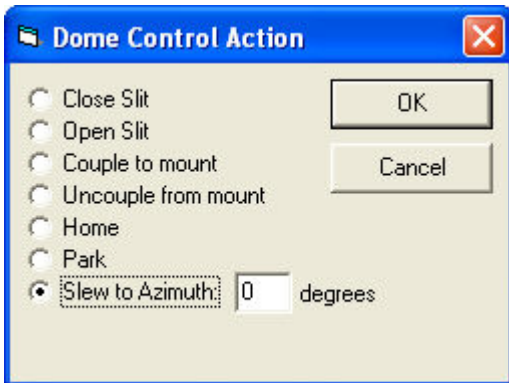 Dome Control Action
Close Slit
Open Slit
Couple to mount
Uncouple from mount
Home
Park
Slew to Azimuth: 0 degrees
OK
Cancel